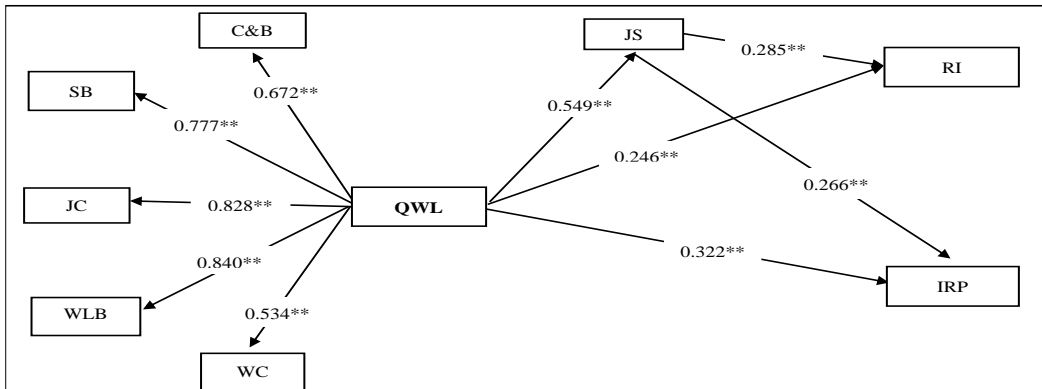 C&B
JS
0.285**
RI
SB
0.672**
0.549**
0.777**
0.246**
0.266**
JC
0.828**
QWL
0.322**
0.840**
IRP
WLB
0.534**
WC